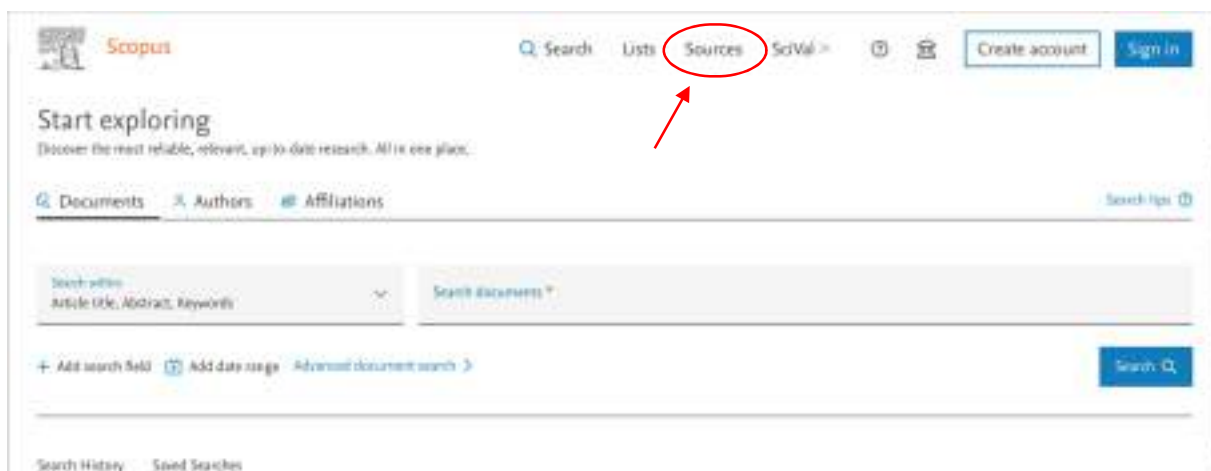 Scopus
Search Lists Sources SciVal Create account Sign in
Start exploring
Discover the most reliable, relevant, up-to-date research. All in one place.
Documents Authors Affiliations Search tips
Search within
Article title, Abstract, Keywords
Search documents *
+ Add search field Add date range Advanced document search >
Search
Search History Saved Searches